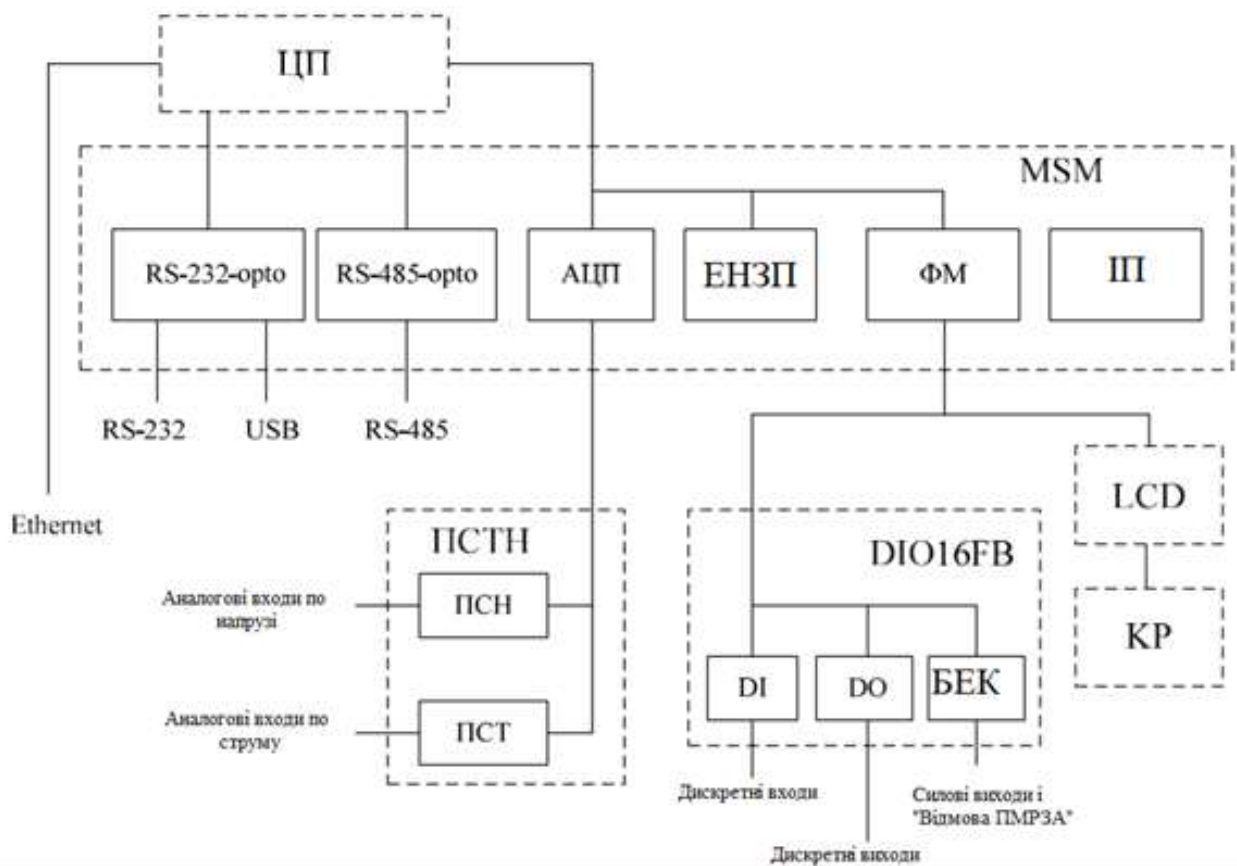 ЦП
MSM
RS-232-opto
RS-485-opto
АЦП
ЕНЗП
ФМ
ІП
RS-232
USB
RS-485
Ethernet
LCD
KP
ПСТН
Аналогові входи по
напрузі
ПСН
Аналогові входи по
струму
ПСТ
DIO16FB
DI
DO
БЕК
Дискретні входи
Силові виходи і
"Відмова ПМРЗА"
Дискретні виходи